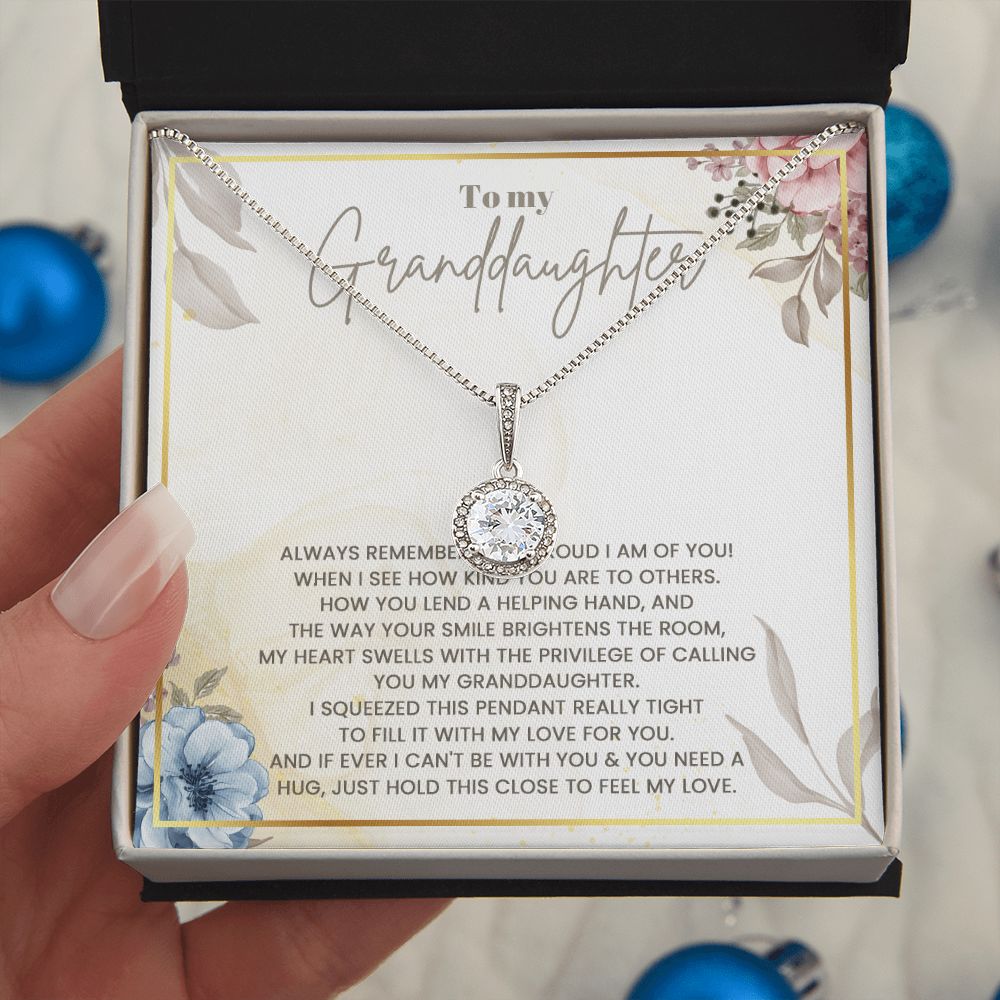 To my
Granddaughter
ALWAYS REMEMBE OUD I AM OF YOU!
WHEN I SEE HOW KIND YOU ARE TO OTHERS.
HOW YOU LEND A HELPING HAND, AND
THE WAY YOUR SMILE BRIGHTENS THE ROOM,
MY HEART SWELLS WITH THE PRIVILEGE OF CALLING
YOU MY GRANDDAUGHTER.
I SQUEEZED THIS PENDANT REALLY TIGHT
TO FILL IT WITH MY LOVE FOR YOU.
AND IF EVER I CAN'T BE WITH YOU & YOU NEED A
HUG, JUST HOLD THIS CLOSE TO FEEL MY LOVE.